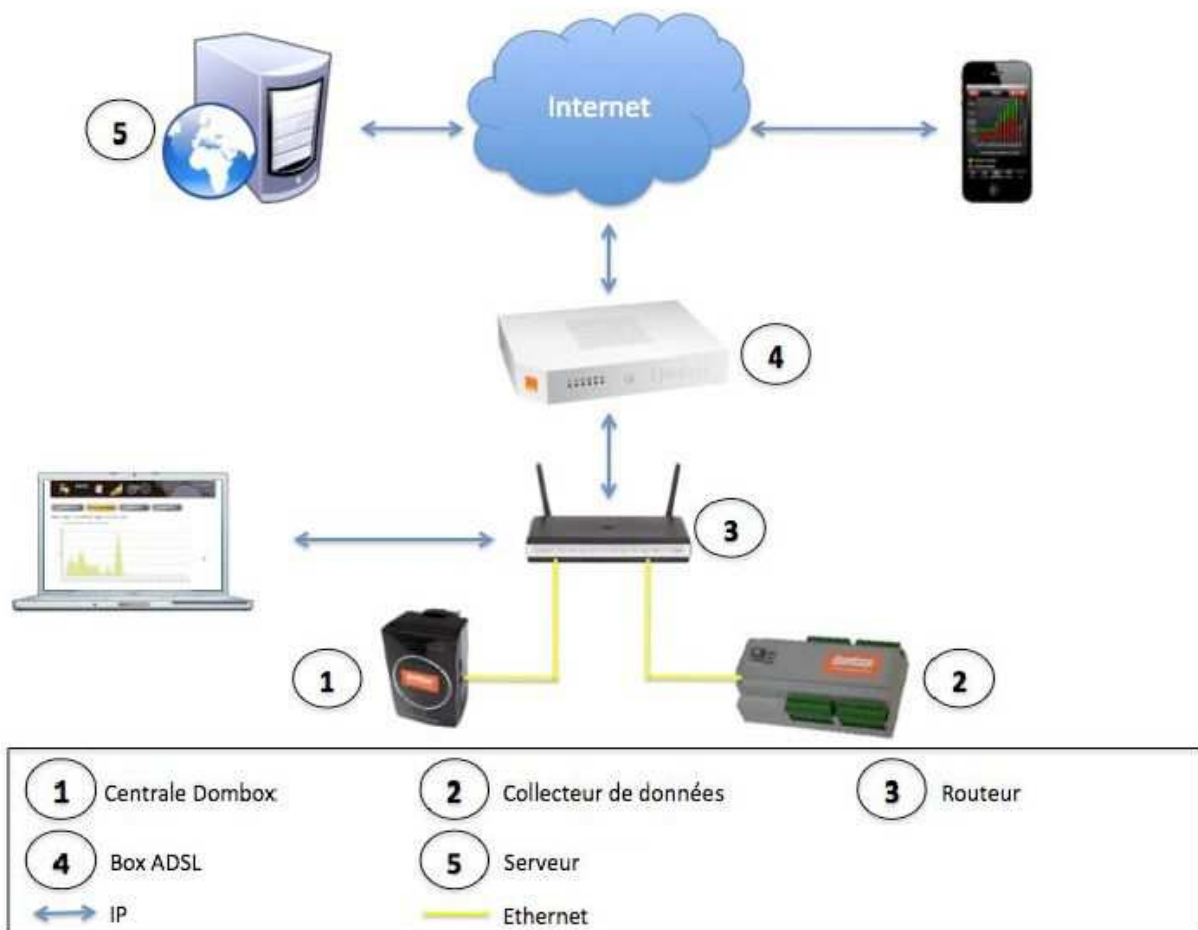 Internet
5
4
3
1
2
1 Centrale Dombox 2 Collecteur de données 3 Routeur
4 Box ADSL 5 Serveur
IP Ethernet